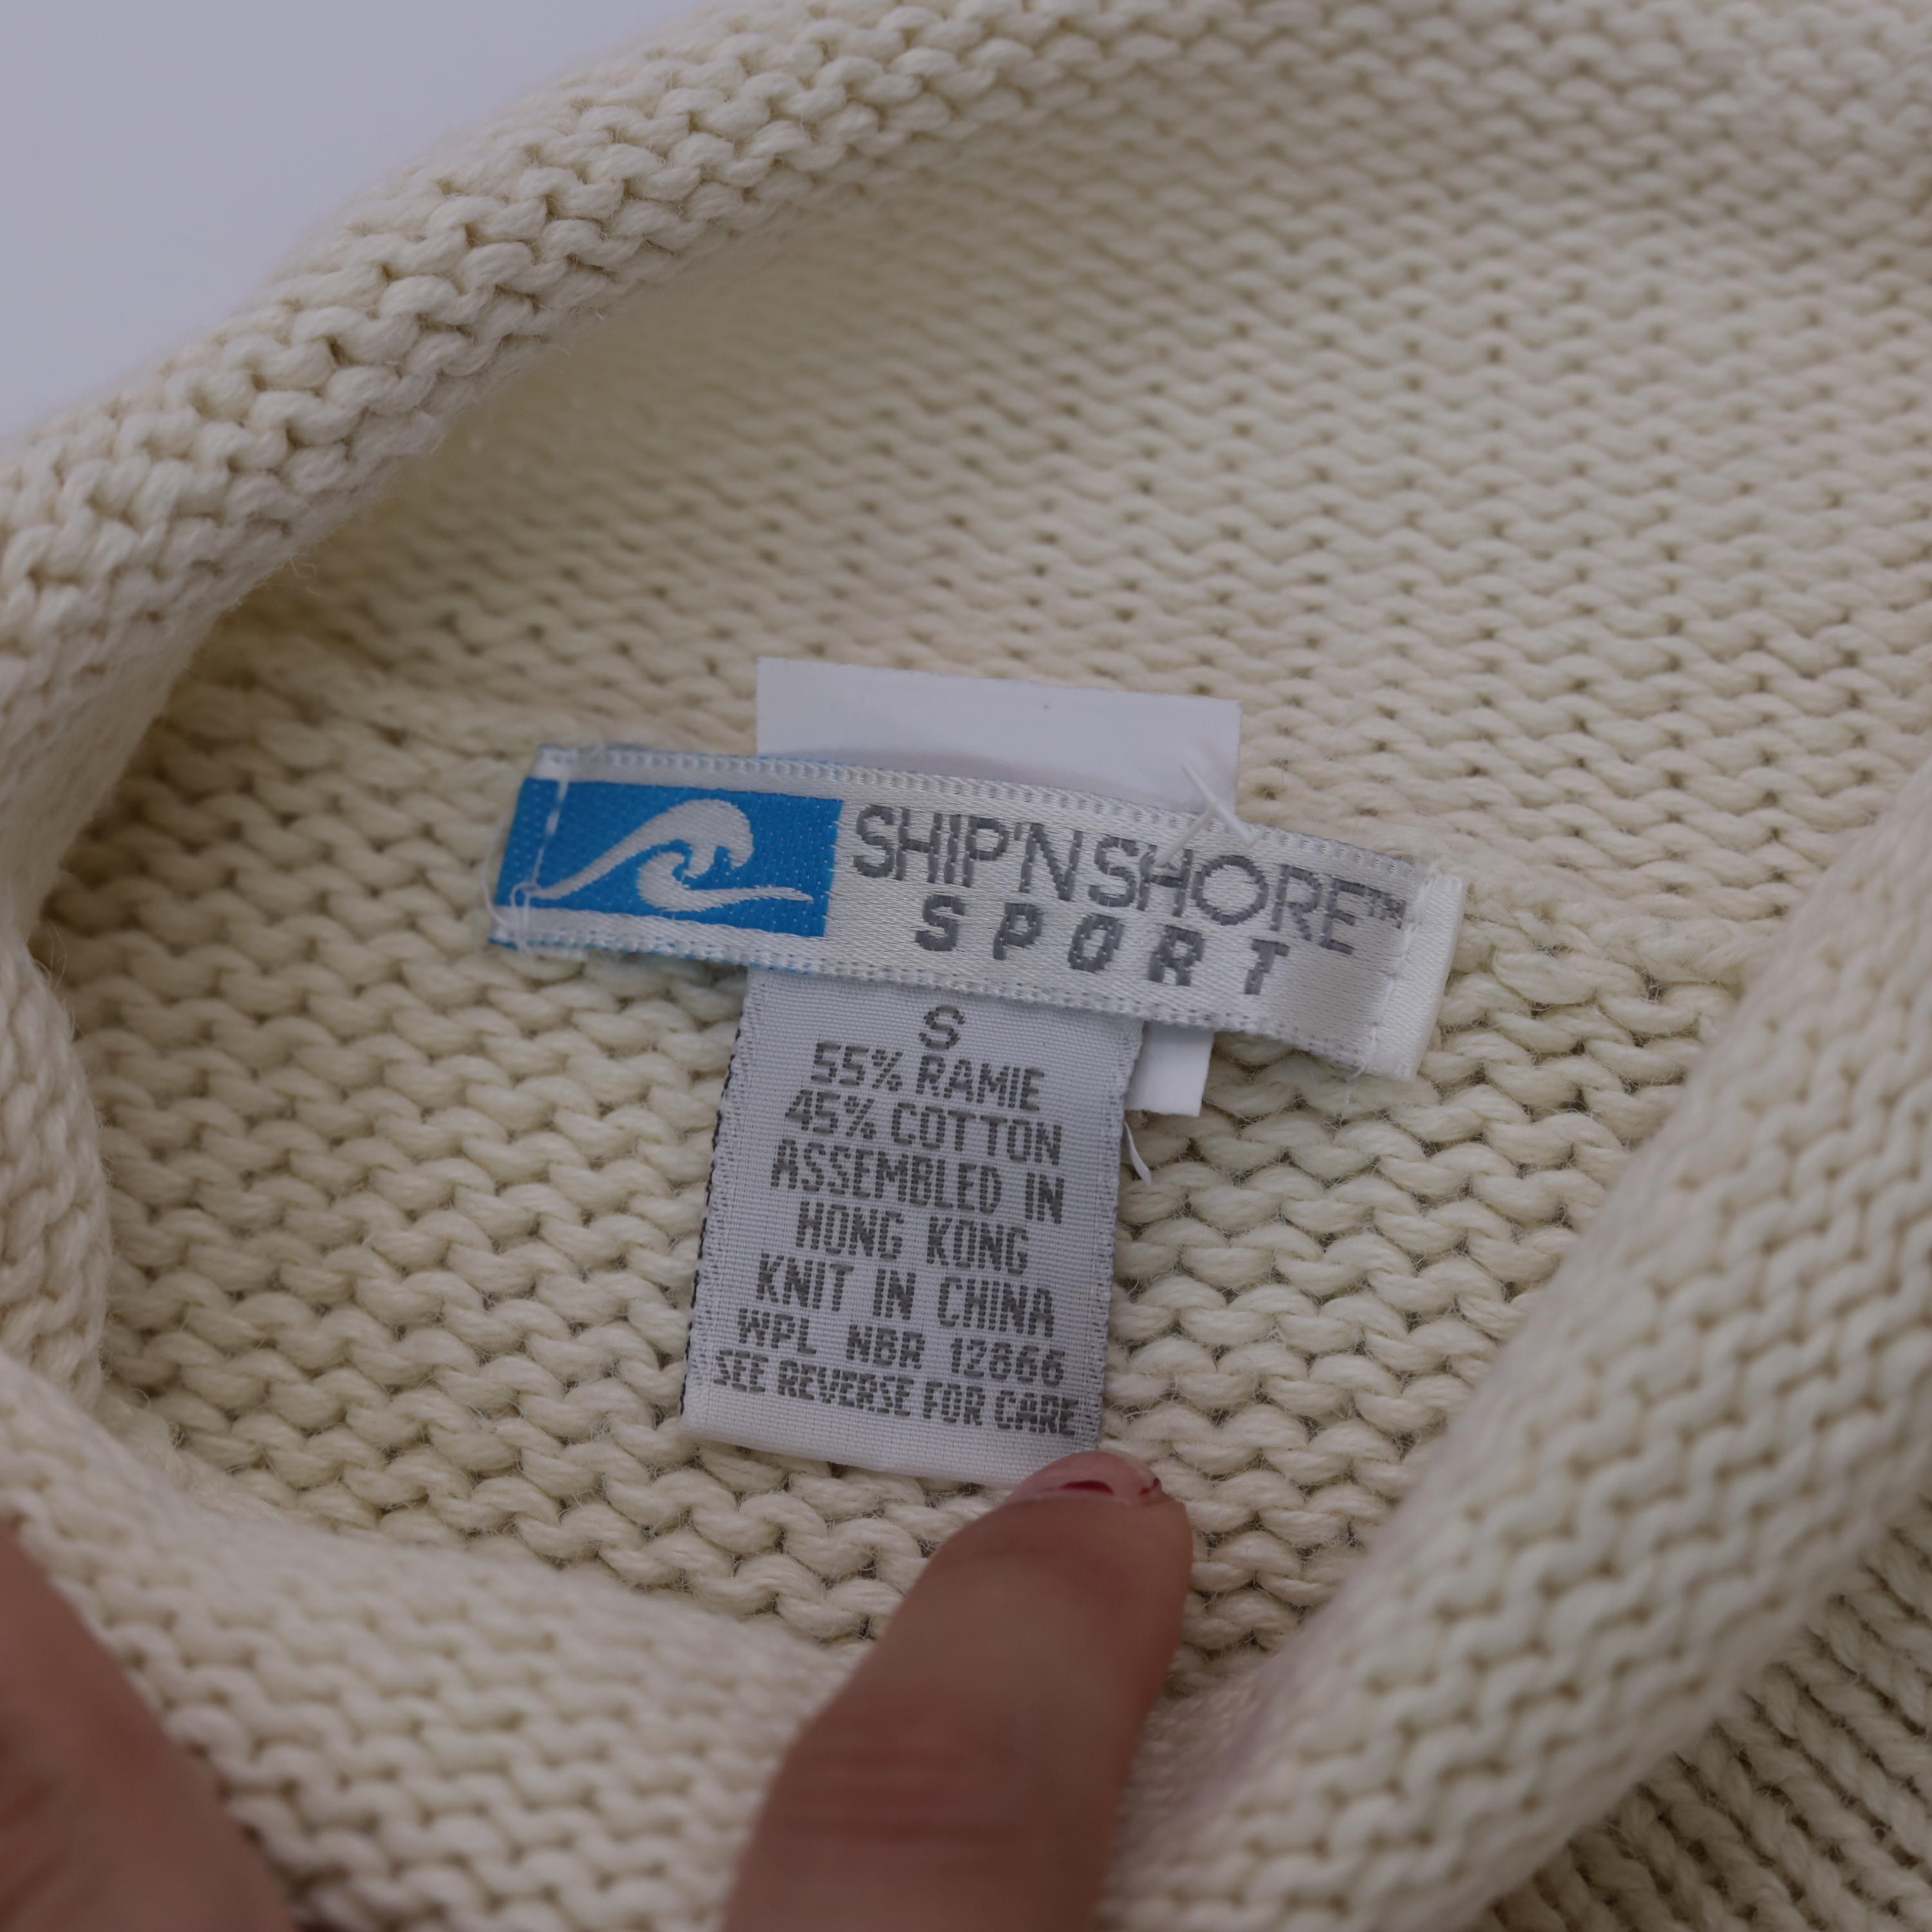 SHIP'N SHORE™
SPORT
S
55% RAMIE
45% COTTON
ASSEMBLED IN
HONG KONG
KNIT IN CHINA
WPL NBR 12866
SEE REVERSE FOR CARE